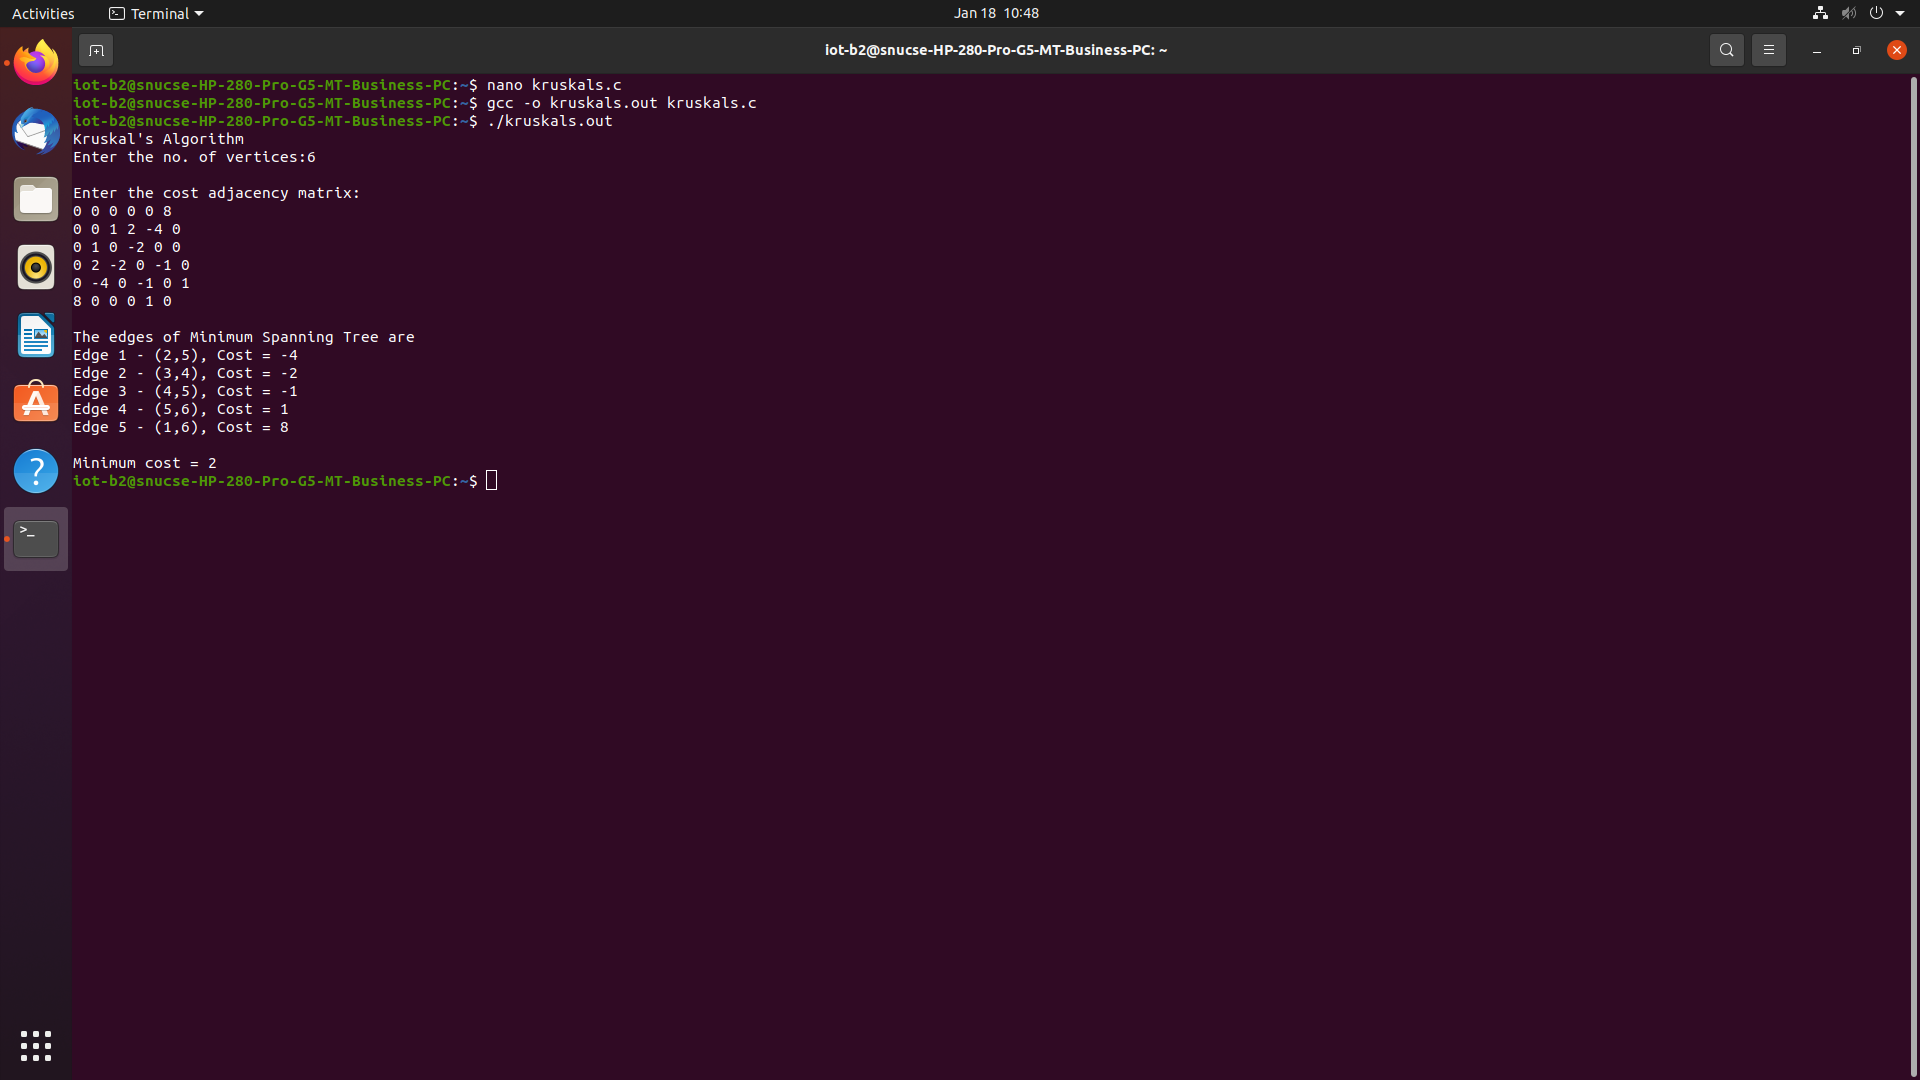 Activities
Terminal
Jan 18 10:48
iot-b2@snucse-HP-280-Pro-G5-MT-Business-PC: ~
iot-b2@snucse-HP-280-Pro-G5-MT-Business-PC:~$ nano kruskals.c
iot-b2@snucse-HP-280-Pro-G5-MT-Business-PC:~$ gcc -o kruskals.out kruskals.c
iot-b2@snucse-HP-280-Pro-G5-MT-Business-PC:~$ ./kruskals.out
Kruskal's Algorithm
Enter the no. of vertices:6
Enter the cost adjacency matrix:
0 0 0 0 0 8
0 0 1 2 -4 0
0 1 0 -2 0 0
0 2 -2 0 -1 0
0 -4 0 -1 0 1
8 0 0 0 1 0
The edges of Minimum Spanning Tree are
Edge 1 - (2,5), Cost = -4
Edge 2 - (3,4), Cost = -2
Edge 3 - (4,5), Cost = -1
Edge 4 - (5,6), Cost = 1
Edge 5 - (1,6), Cost = 8
Minimum cost = 2
iot-b2@snucse-HP-280-Pro-G5-MT-Business-PC:~$